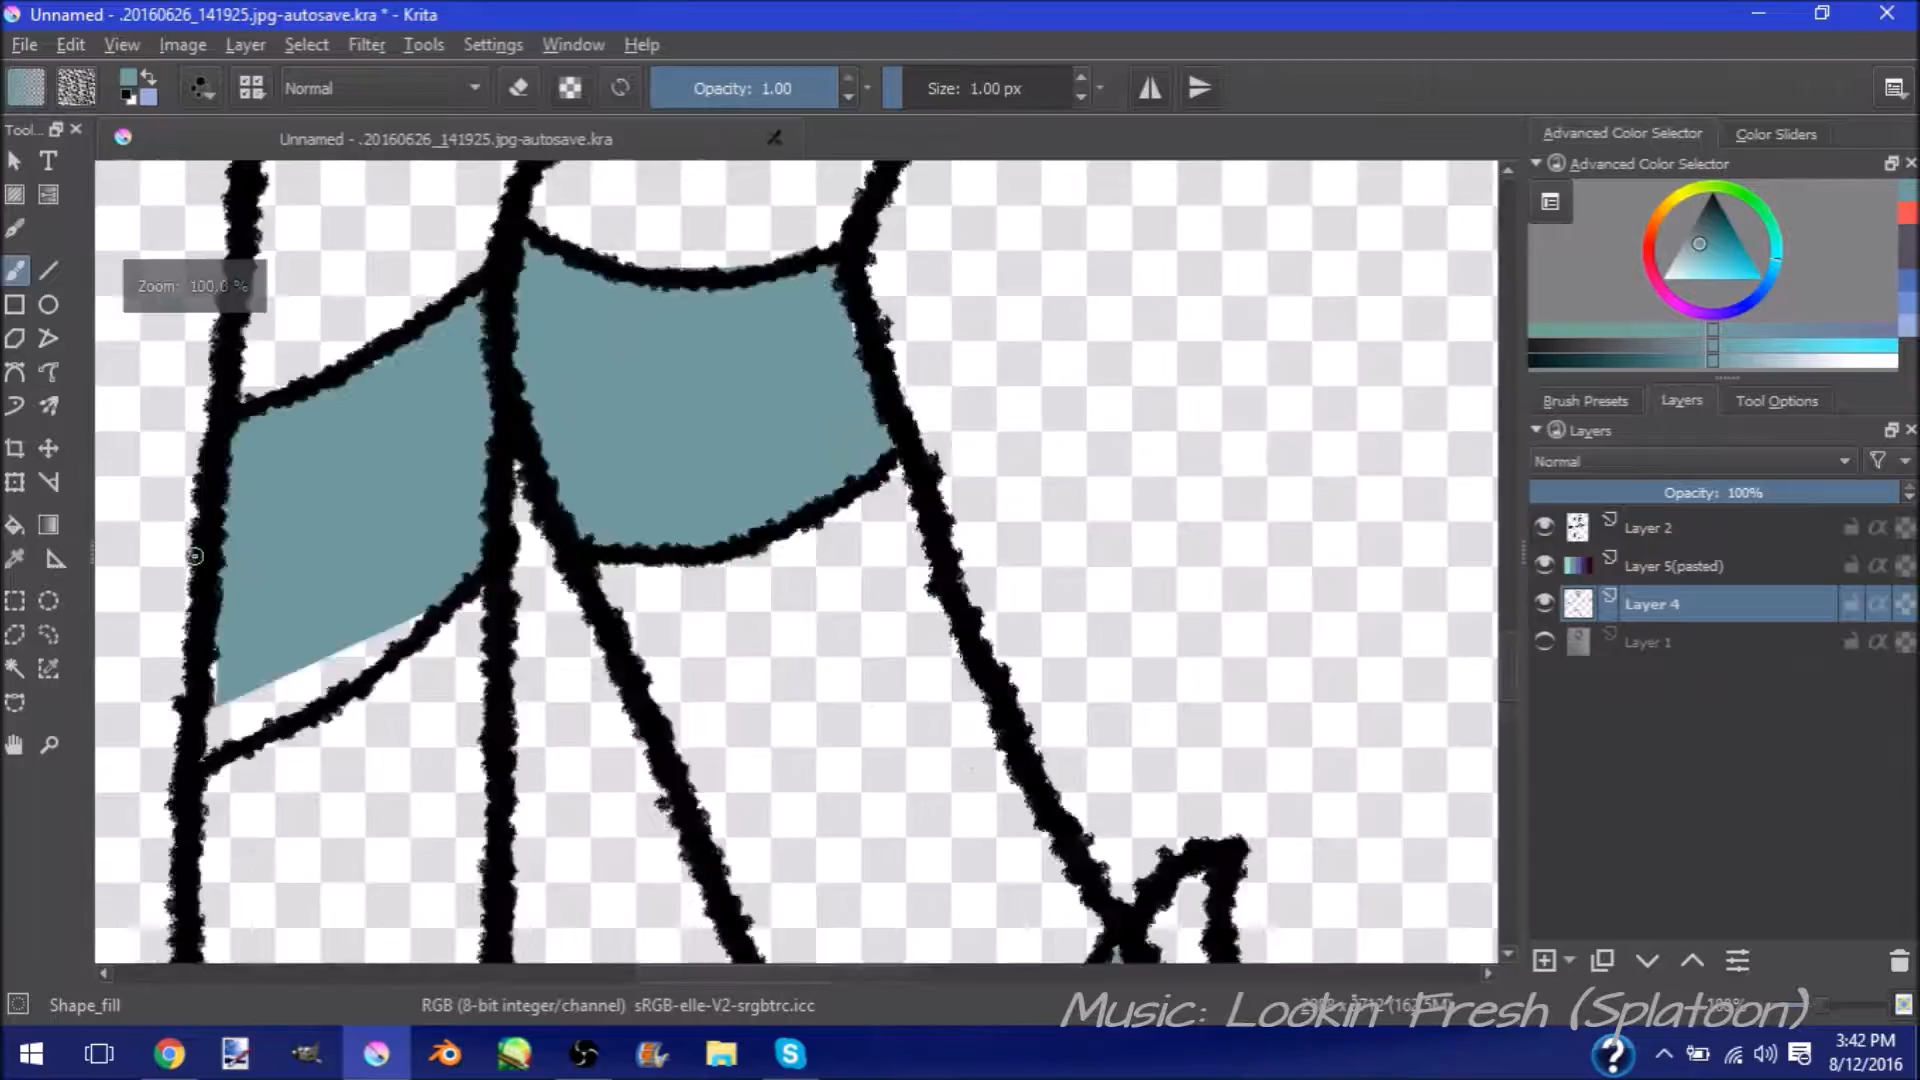 Unnamed - .20160626_141925.jpg-autosave.kra * - Krita
File Edit View Image Layer Select Filter Tools Settings Window Help
Normal Opacity: 1.00 Size: 1.00 px
Tool...
Unnamed - .20160626_141925.jpg-autosave.kra
Advanced Color Selector Color Sliders
Advanced Color Selector
T
Zoom:
Brush Presets Layers Tool Options
Layers
Normal
Opacity: 100%
Layer 2
Layer 5(pasted)
Layer 4
Layer 1
Shape_fill RGB (8-bit integer/channel) sRGB-elle-V2-srgbtrc.icc
Music: Lookin' Fresh (Splatoon)
3:42 PM
8/12/2016